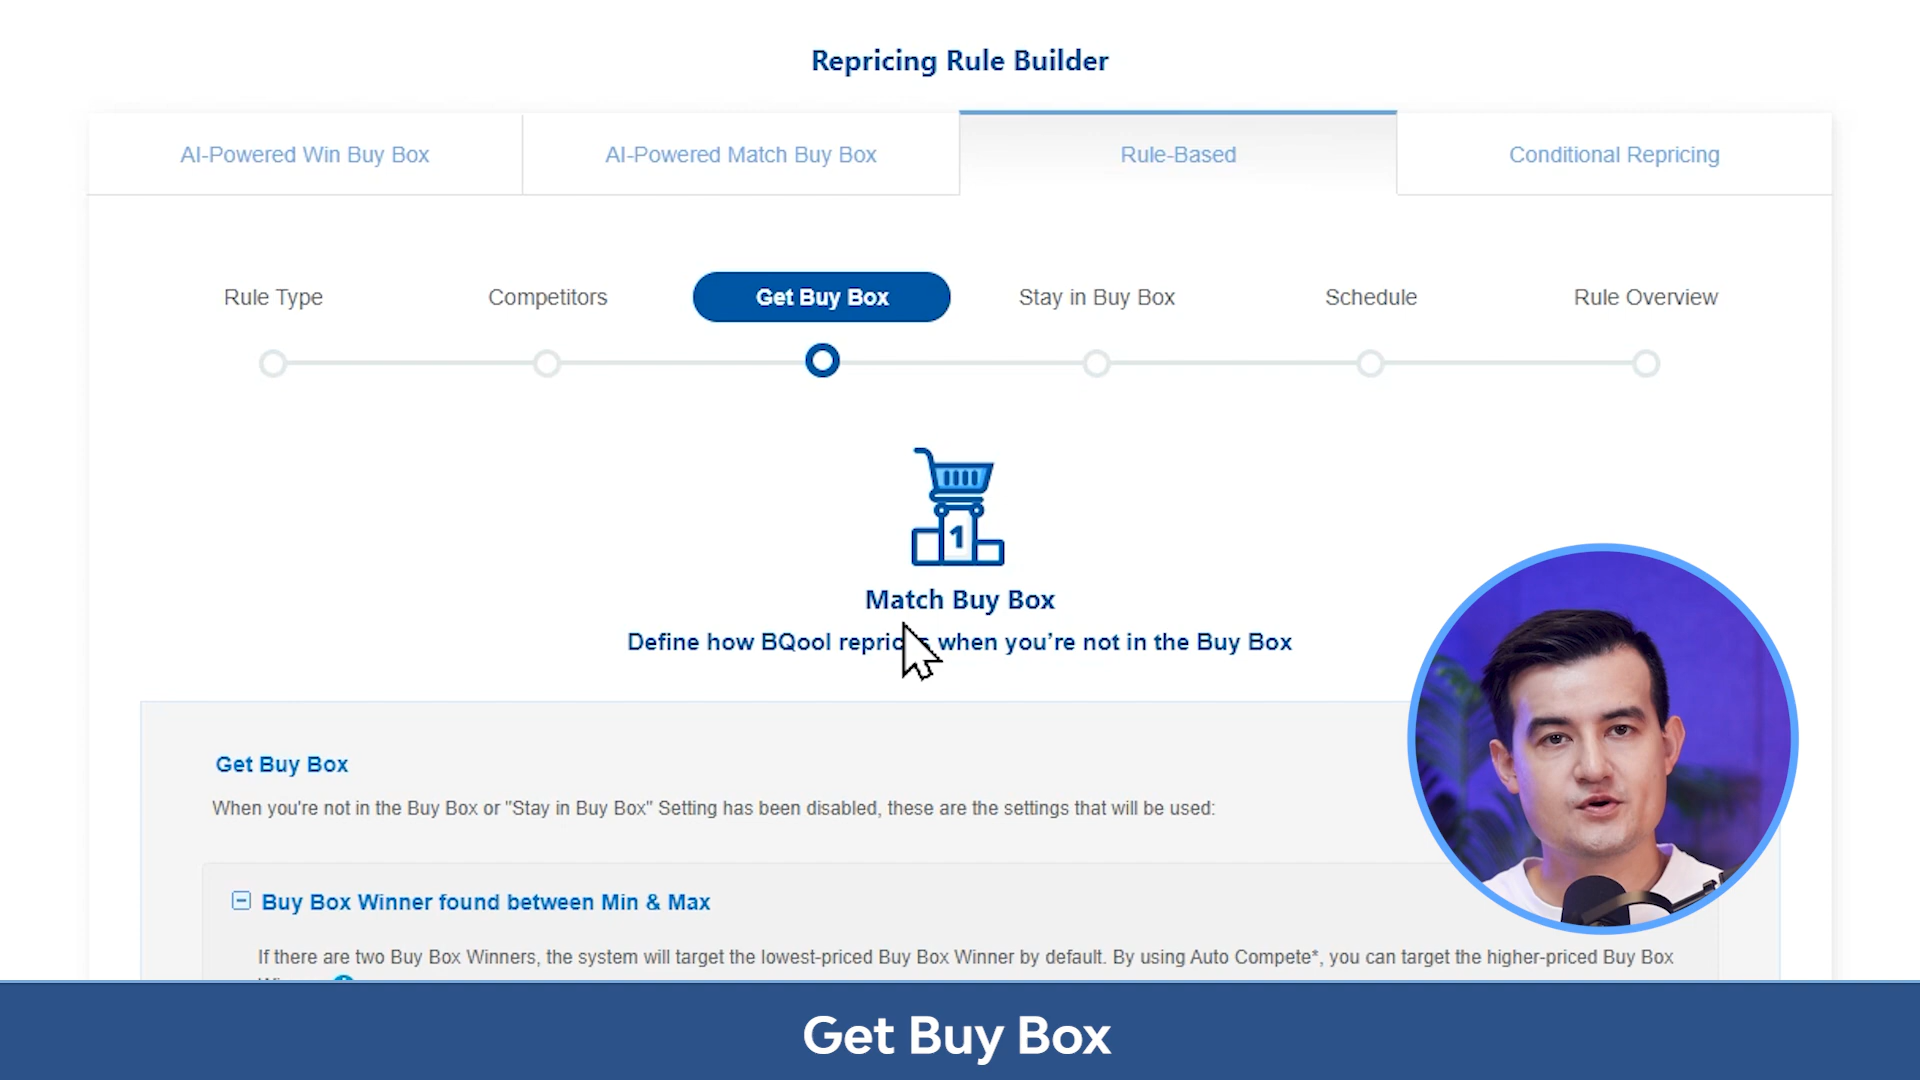 Repricing Rule Builder
AI-Powered Win Buy Box
AI-Powered Match Buy Box
Rule-Based
Conditional Repricing
Rule Type
Competitors
Get Buy Box
Stay in Buy Box
Schedule
Rule Overview
1
Match Buy Box
Define how BQool when you're not in the Buy Box
Get Buy Box
When you're not in the Buy Box or "Stay in Buy Box" Setting has been disabled, these are the settings that will be used:
Buy Box Winner found between Min & Max
If there are two Buy Box Winners, the system will target the lowest-priced Buy Box Winner by default. By using Auto Compete*, you can target the higher-priced Buy Box
Get Buy Box